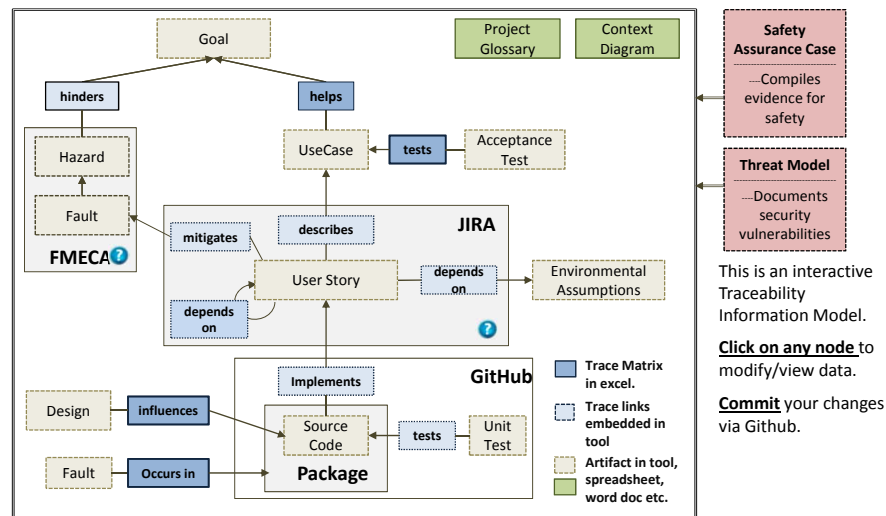 Goal
Project
Glossary
Context
Diagram
Safety
Assurance Case
----Compiles
evidence for
safety
hinders
helps
Hazard
UseCase
tests
Acceptance
Test
Fault
FMECA
?
Threat Model
----Documents
security
vulnerabilities
mitigates
describes
JIRA
User Story
depends
on
Environmental
Assumptions
depends
on
?
This is an interactive
Traceability
Information Model.
Click on any node to
modify/view data.
Commit your changes
via Github.
Implements
GitHub
Design
influences
Source
Code
tests
Unit
Test
Package
Fault
Occurs in
Trace Matrix
in excel.
Trace links
embedded in
tool
Artifact in tool,
spreadsheet,
word doc etc.